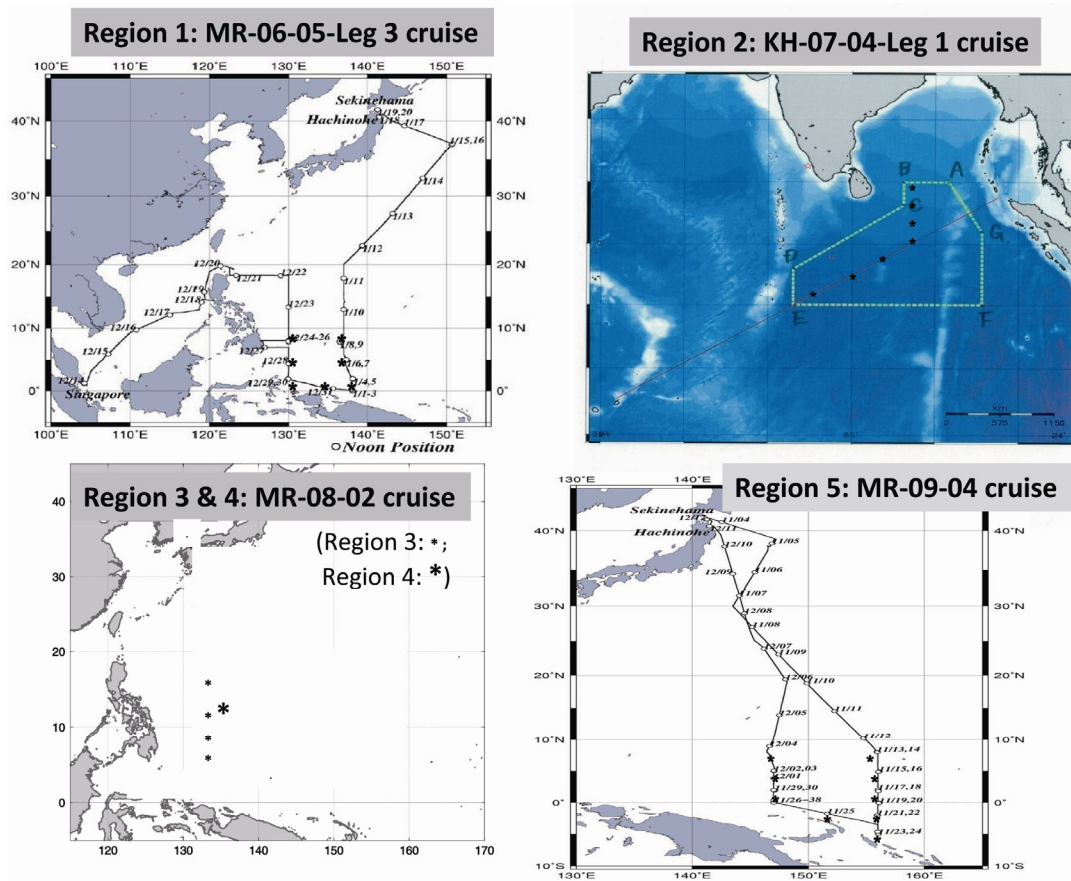 Region 1: MR-06-05-Leg 3 cruise
40°N
30°N
20°N
10°N
0°
100°E
110°E
120°E
130°E
140°E
150°E
Sekinehama
1/19,20
Hachinohe
1/18
1/17
1/15,16
1/14
1/13
1/12
1/11
1/10
1/8,9
1/6,7
1/4,5
1/1-3
12/31
12/29,30
12/28
12/27
12/24-26
12/23
12/22
12/21
12/20
12/19
12/18
12/17
12/16
12/15
12/14
Singapore
Noon Position
Region 2: KH-07-04-Leg 1 cruise
A
B
C
D
E
F
G
km
0
575
1150
80°
24°
Region 3 & 4: MR-08-02 cruise
(Region 3: *;
Region 4: *)
40
30
20
10
0
120
130
140
150
160
170
Region 5: MR-09-04 cruise
140°E
40°N
30°N
20°N
10°N
0°
10°S
130°E
140°E
150°E
160°E
Sekinehama
Hachinohe
12/12
11/04
12/11
12/10
11/05
12/09
11/06
11/07
12/08
11/08
12/07
11/09
12/06
11/10
12/05
11/11
12/04
11/12
11/13,14
12/02,03
11/15,16
12/01
11/29,30
11/17,18
11/26-38
11/19,20
11/25
11/21,22
11/23,24